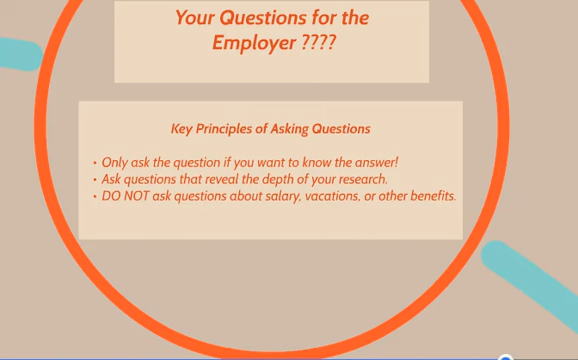 Your Questions for the
Employer ????
Key Principles of Asking Questions
• Only ask the question if you want to know the answer!
• Ask questions that reveal the depth of your research.
• DO NOT ask questions about salary, vacations, or other benefits.